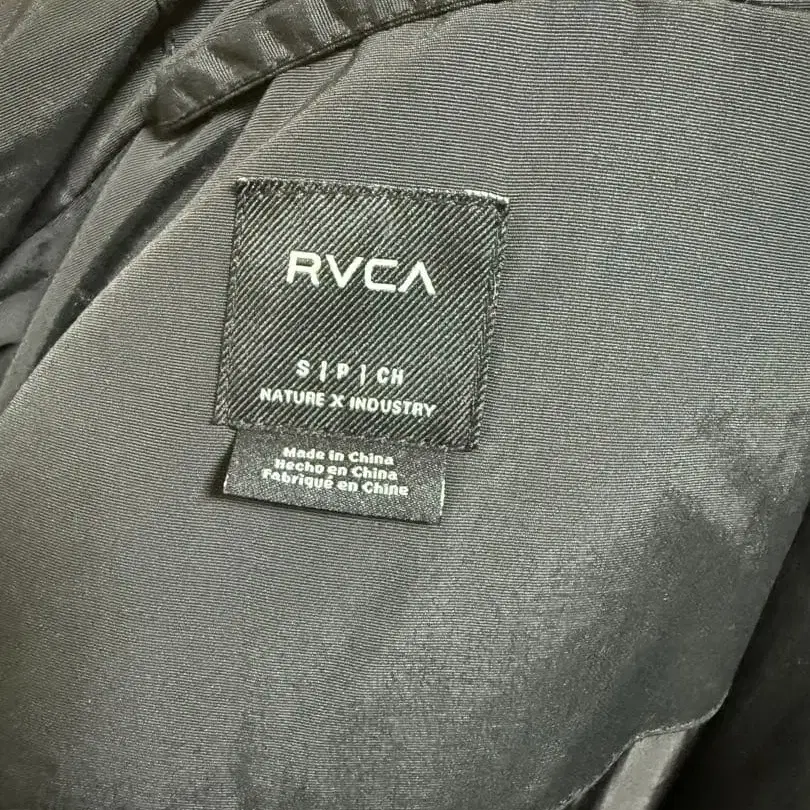 RVCA
S | P | CH
NATURE X INDUSTRY
Made in China
Hecho en China
Fabriqué en Chine